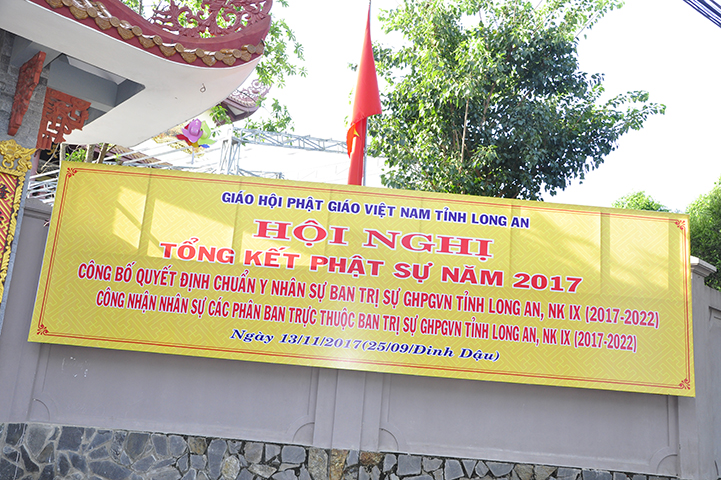 GIÁO HỘI PHẬT GIÁO VIỆT NAM TỈNH LONG AN
HỘI NGHỊ
TỔNG KẾT PHẬT SỰ NĂM 2017
CÔNG BỐ QUYẾT ĐỊNH CHUẨN Y NHÂN SỰ BAN TRỊ SỰ GHPGVN TỈNH LONG AN, NK IX (2017-2022)
CÔNG NHẬN NHÂN SỰ CÁC PHÂN BAN TRỰC THUỘC BAN TRỊ SỰ GHPGVN TỈNH LONG AN, NK IX (2017-2022)
Ngày 13/11/2017(25/09/Đinh Dậu)